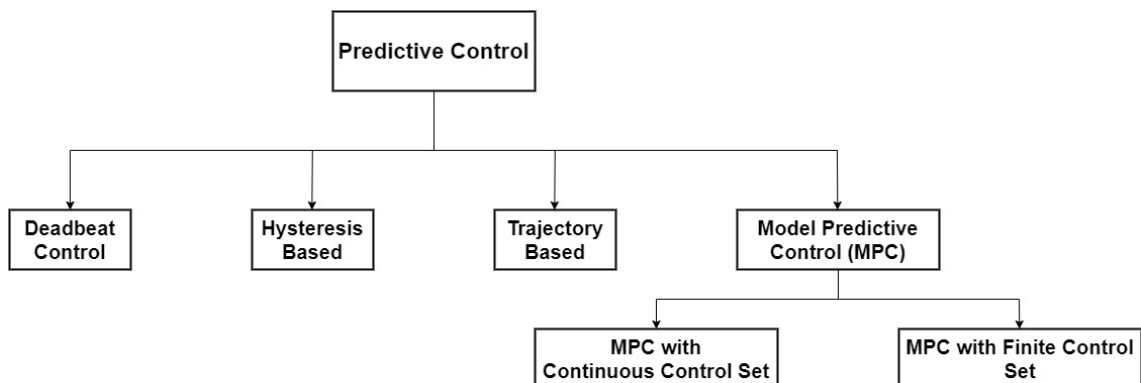 Predictive Control
Deadbeat
Control
Hysteresis
Based
Trajectory
Based
Model Predictive
Control (MPC)
MPC with
Continuous Control Set
MPC with Finite Control
Set